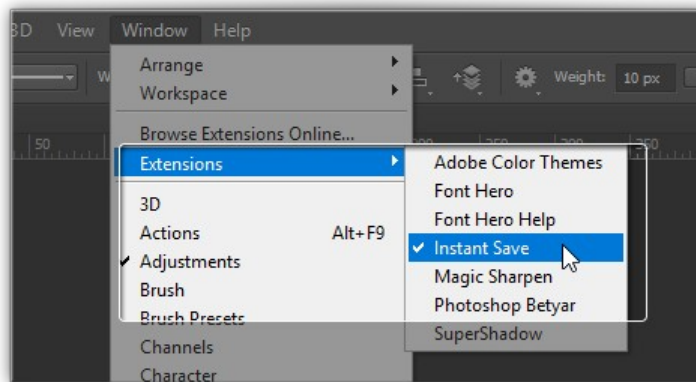 3D View Window Help
W Weight: 10 px
50 200 250 300 350
Arrange
Workspace
Browse Extensions Online...
Extensions
3D
Actions Alt+F9
Adjustments
Brush
Brush Presets
Channels
Character
Adobe Color Themes
Font Hero
Font Hero Help
Instant Save
Magic Sharpen
Photoshop Betyar
SuperShadow